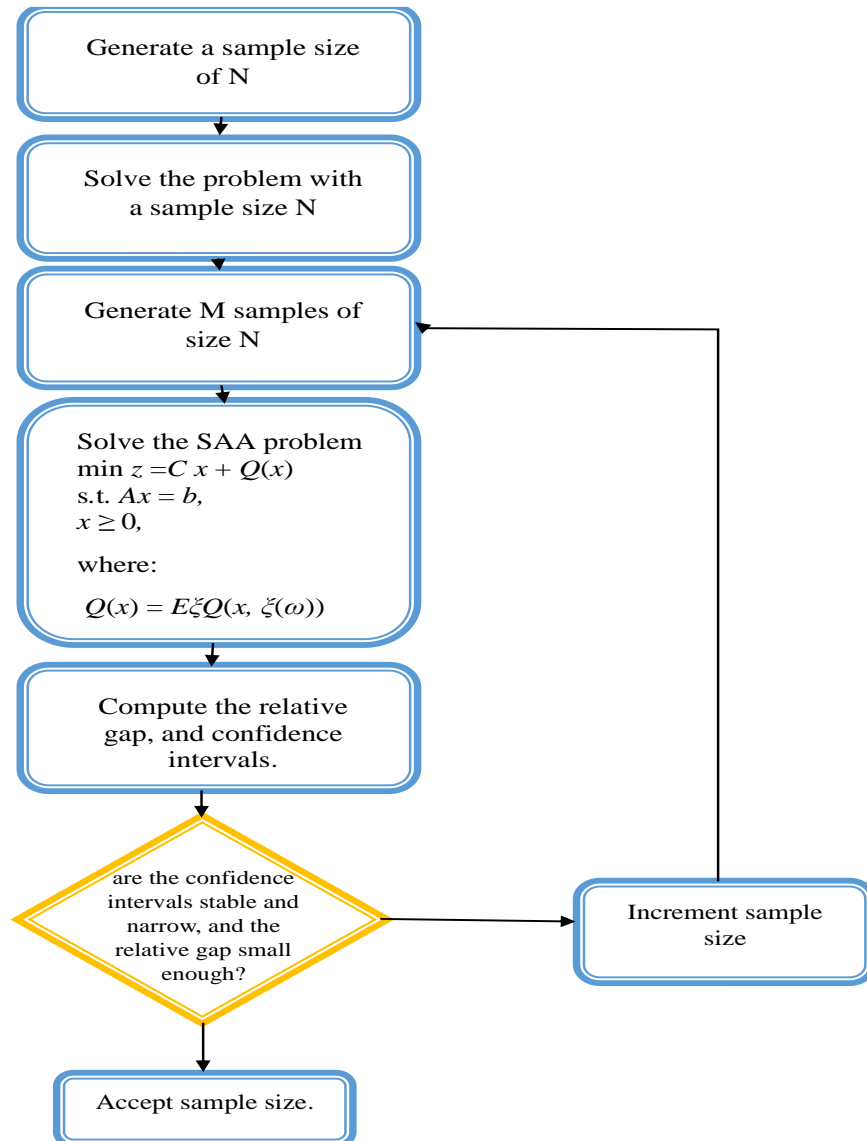 Generate a sample size
of N
Solve the problem with
a sample size N
Generate M samples of
size N
Solve the SAA problem
min z =C x + Q(x)
s.t. Ax = b,
x ≥ 0,
where:
Q(x) = EξQ(x, ξ(ω))
Compute the relative
gap, and confidence
intervals.
are the confidence
intervals stable and
narrow, and the
relative gap small
enough?
Increment sample
size
Accept sample size.